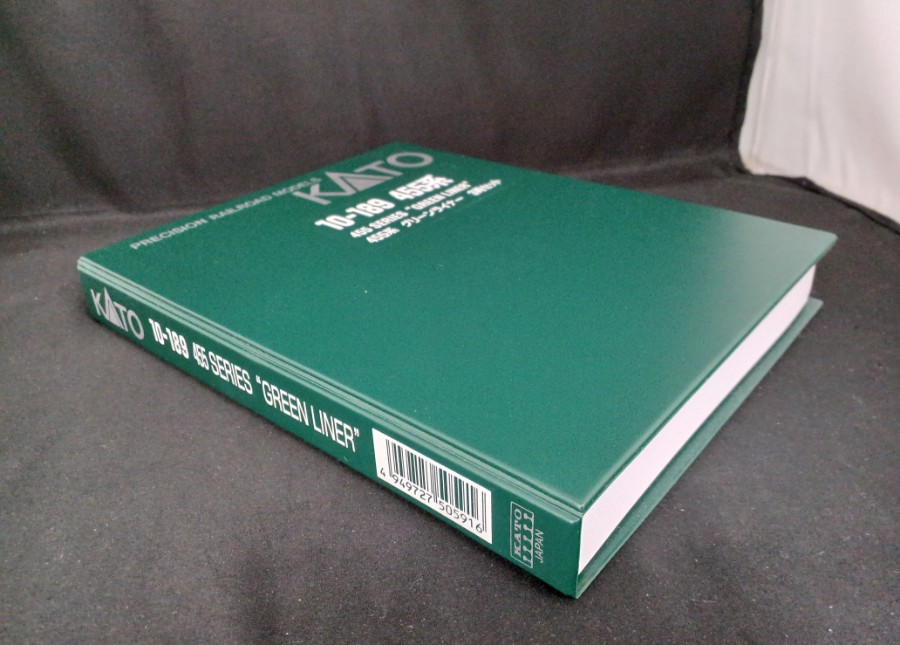 PRECISION RAILROAD MODELS
KATO
10-189 455系
455 SERIES "GREEN LINER"
455系 グリーンライナー 3両セット
KATO 10-189 455 SERIES "GREEN LINER"
4 949727 505916
KATO
JAPAN